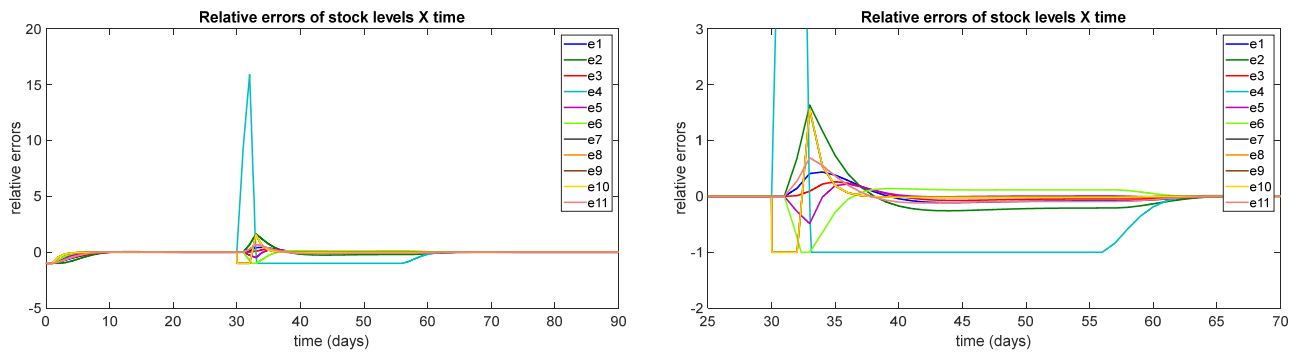 Relative errors of stock levels X time
20
15
10
5
0
-5
relative errors
0
10
20
30
40
50
60
70
80
90
time (days)
e1
e2
e3
e4
e5
e6
e7
e8
e9
e10
e11
Relative errors of stock levels X time
3
2
1
0
-1
-2
relative errors
25
30
35
40
45
50
55
60
65
70
time (days)
e1
e2
e3
e4
e5
e6
e7
e8
e9
e10
e11